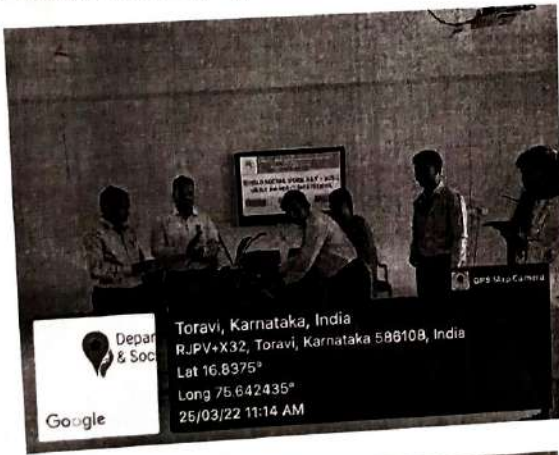 GPS Map Camera
Depar
& Soc
Google
Toravi, Karnataka, India
RJPV+X32, Toravi, Karnataka 586108, India
Lat 16.8375°
Long 75.642435°
25/03/22 11:14 AM